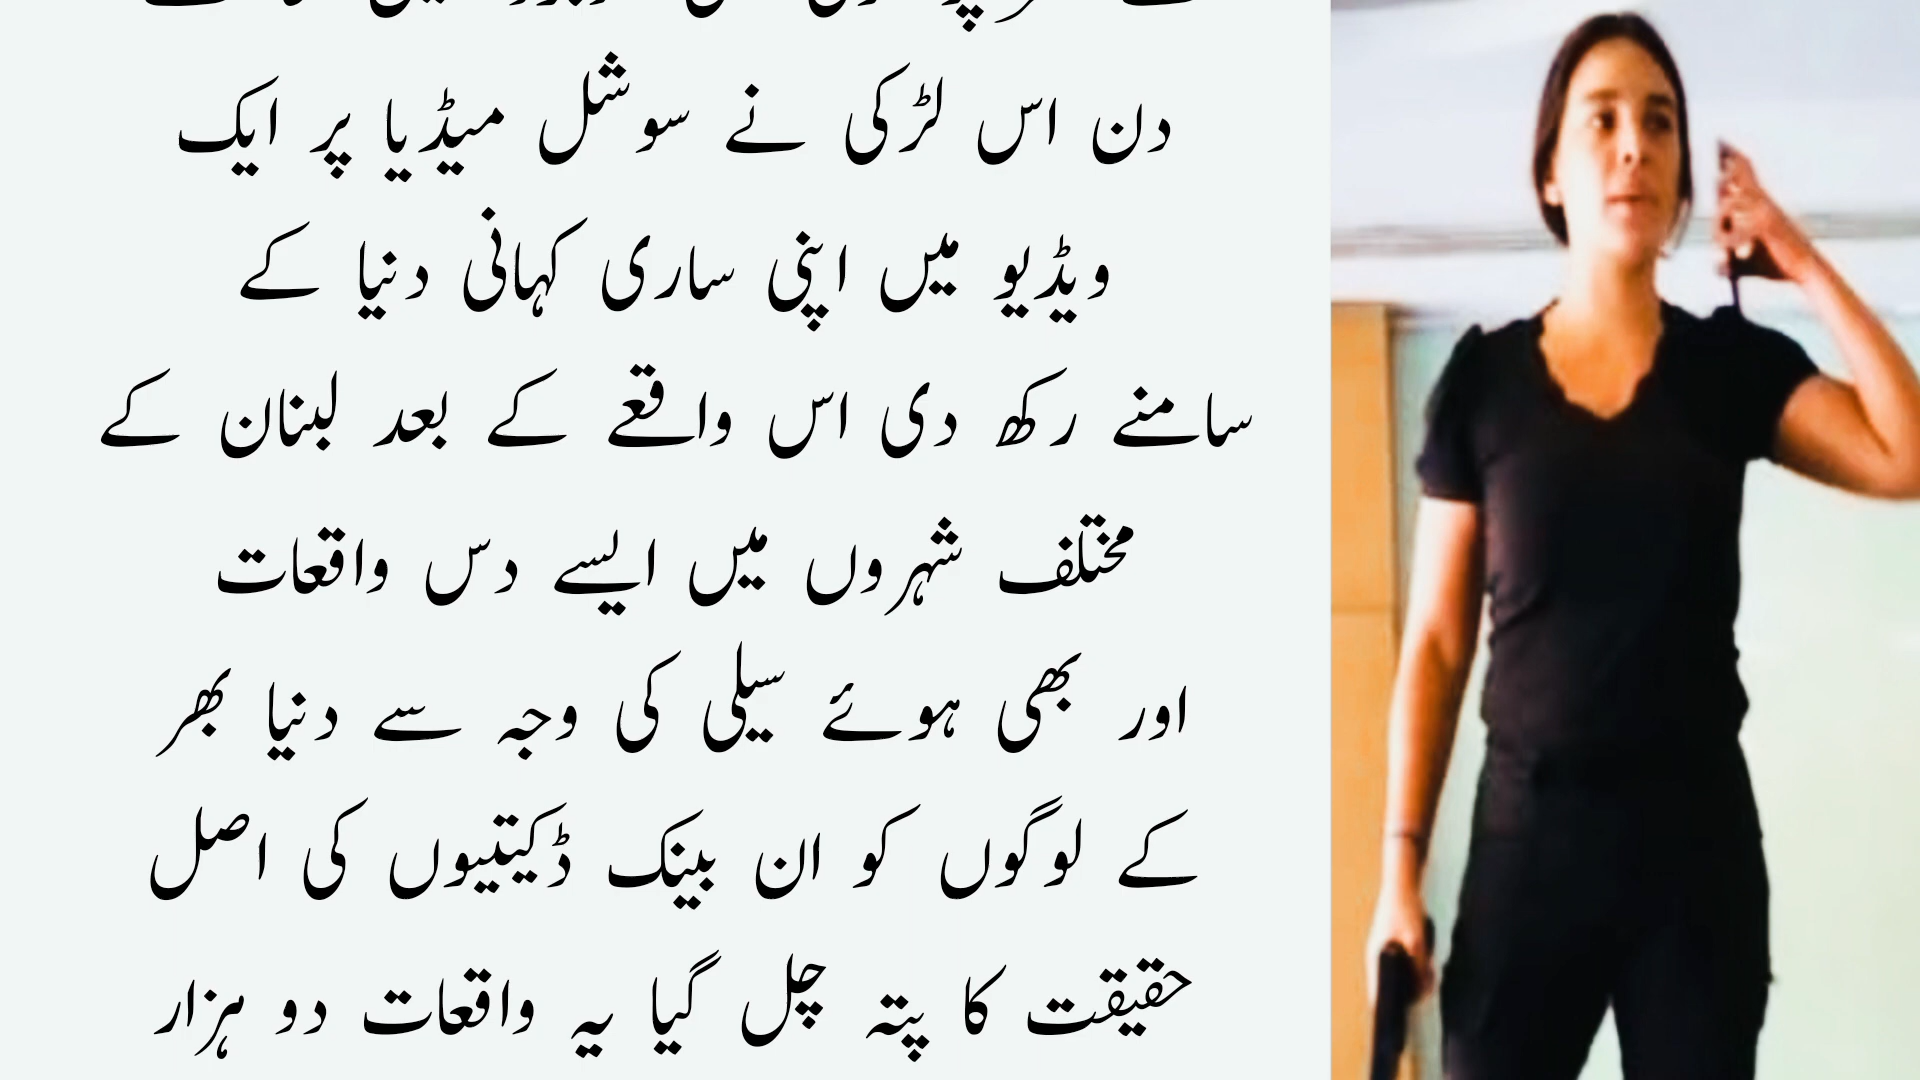 دن اس لڑکی نے سوشل میڈیا پر ایک
ویڈیو میں اپنی ساری کہانی دنیا کے
سامنے رکھ دی اس واقعے کے بعد لبنان کے
مختلف شہروں میں ایسے دس واقعات
اور بھی ہوئے سیلی کی وجہ سے دنیا بھر
کے لوگوں کو ان بینک ڈکیتیوں کی اصل
حقیقت کا پتہ چل گیا یہ واقعات دو ہزار